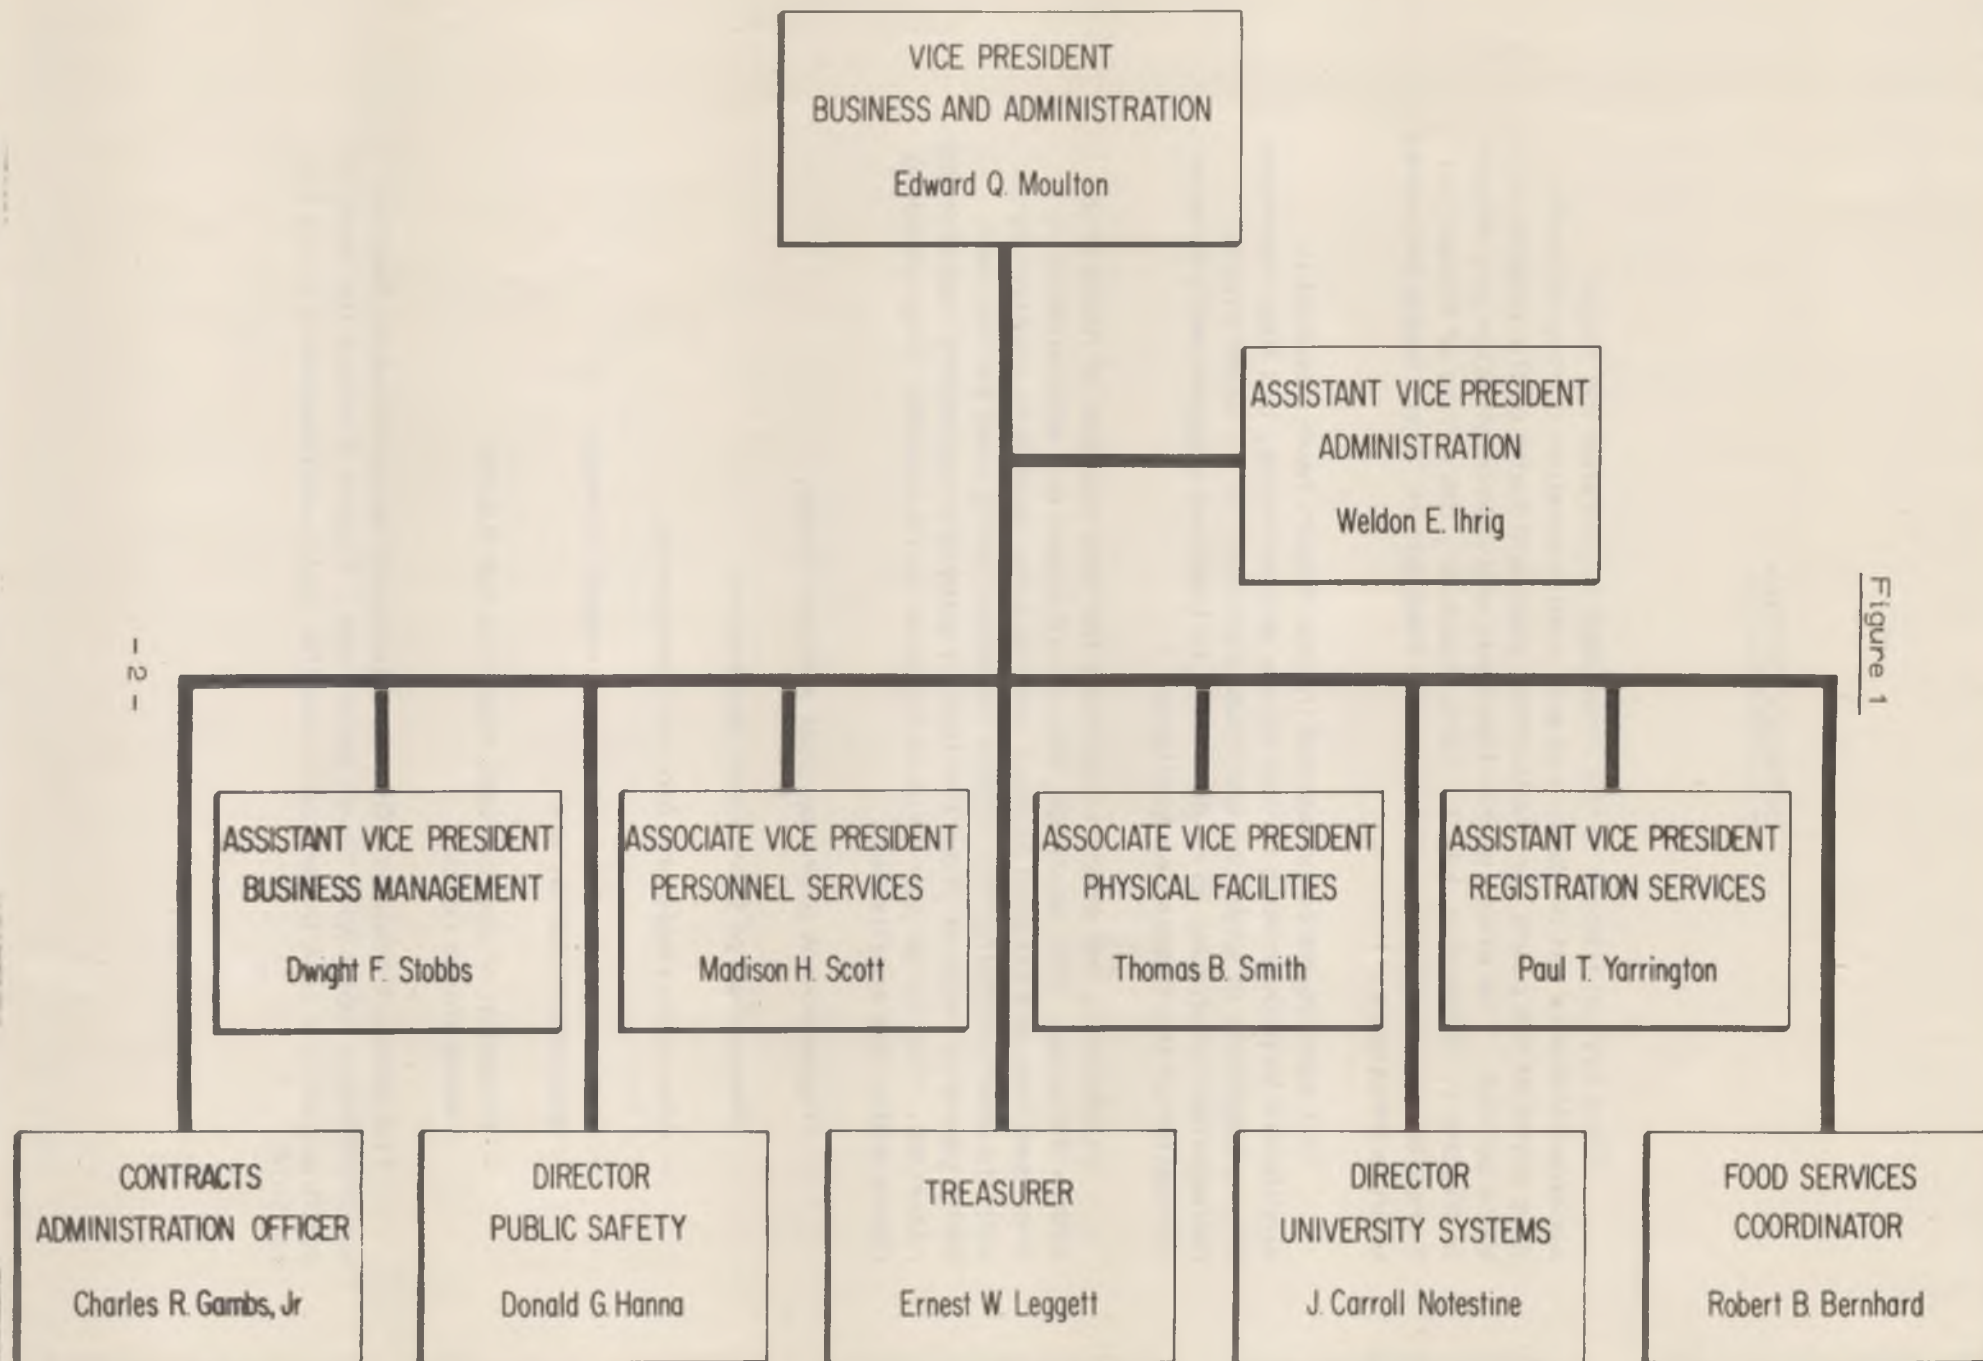 VICE PRESIDENT
BUSINESS AND ADMINISTRATION
Edward Q. Moulton
ASSISTANT VICE PRESIDENT
ADMINISTRATION
Weldon E. Ihrig
Figure 1
- 2 -
ASSISTANT VICE PRESIDENT
BUSINESS MANAGEMENT
Dwight F. Stobbs
ASSOCIATE VICE PRESIDENT
PERSONNEL SERVICES
Madison H. Scott
ASSOCIATE VICE PRESIDENT
PHYSICAL FACILITIES
Thomas B. Smith
ASSISTANT VICE PRESIDENT
REGISTRATION SERVICES
Paul T. Yarrington
CONTRACTS
ADMINISTRATION OFFICER
Charles R. Gambs, Jr
DIRECTOR
PUBLIC SAFETY
Donald G. Hanna
TREASURER
Ernest W. Leggett
DIRECTOR
UNIVERSITY SYSTEMS
J. Carroll Notestine
FOOD SERVICES
COORDINATOR
Robert B. Bernhard